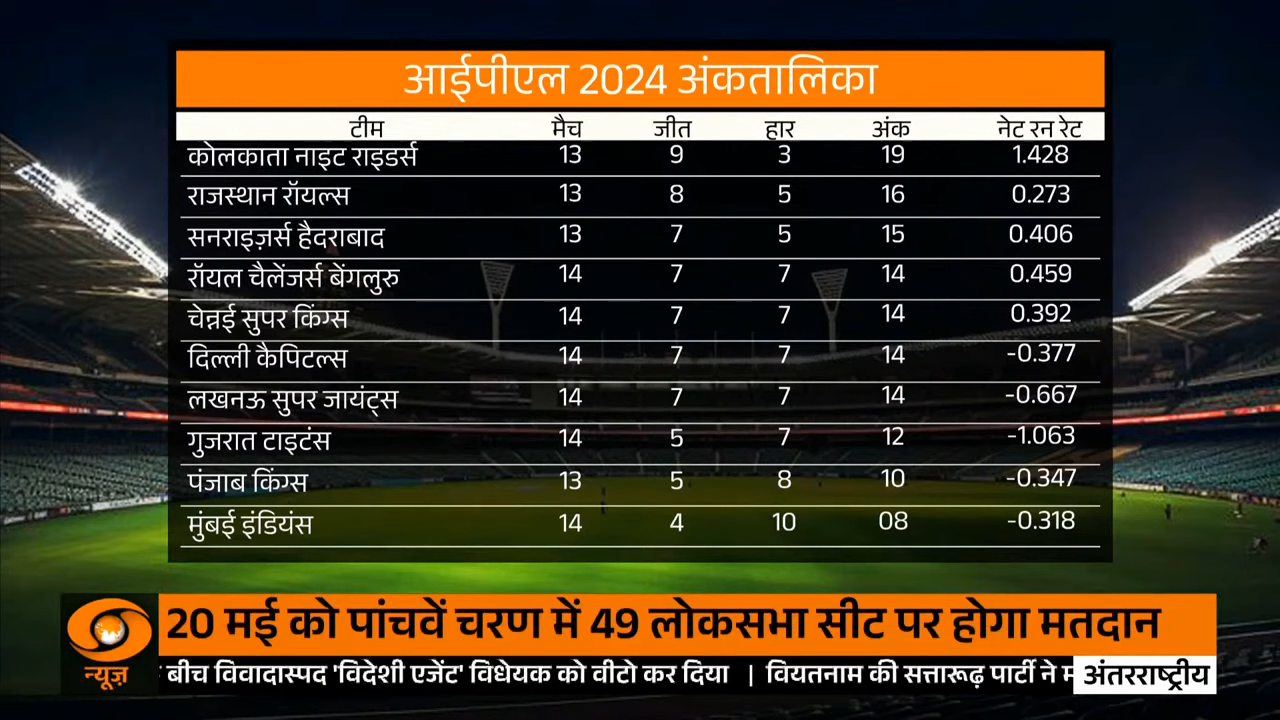 आईपीएल 2024 अंकतालिका
टीम मैच जीत हार अंक नेट रन रेट
कोलकाता नाइट राइडर्स 13 9 3 19 1.428
राजस्थान रॉयल्स 13 8 5 16 0.273
सनराइज़र्स हैदराबाद 13 7 5 15 0.406
रॉयल चैलेंजर्स बेंगलुरु 14 7 7 14 0.459
चेन्नई सुपर किंग्स 14 7 7 14 0.392
दिल्ली कैपिटल्स 14 7 7 14 -0.377
लखनऊ सुपर जायंट्स 14 7 7 14 -0.667
गुजरात टाइटंस 14 5 7 12 -1.063
पंजाब किंग्स 13 5 8 10 -0.347
मुंबई इंडियंस 14 4 10 08 -0.318
20 मई को पांचवें चरण में 49 लोकसभा सीट पर होगा मतदान
न्यूज़
बीच विवादास्पद 'विदेशी एजेंट' विधेयक को वीटो कर दिया | वियतनाम की सत्तारूढ़ पार्टी ने
अंतरराष्ट्रीय